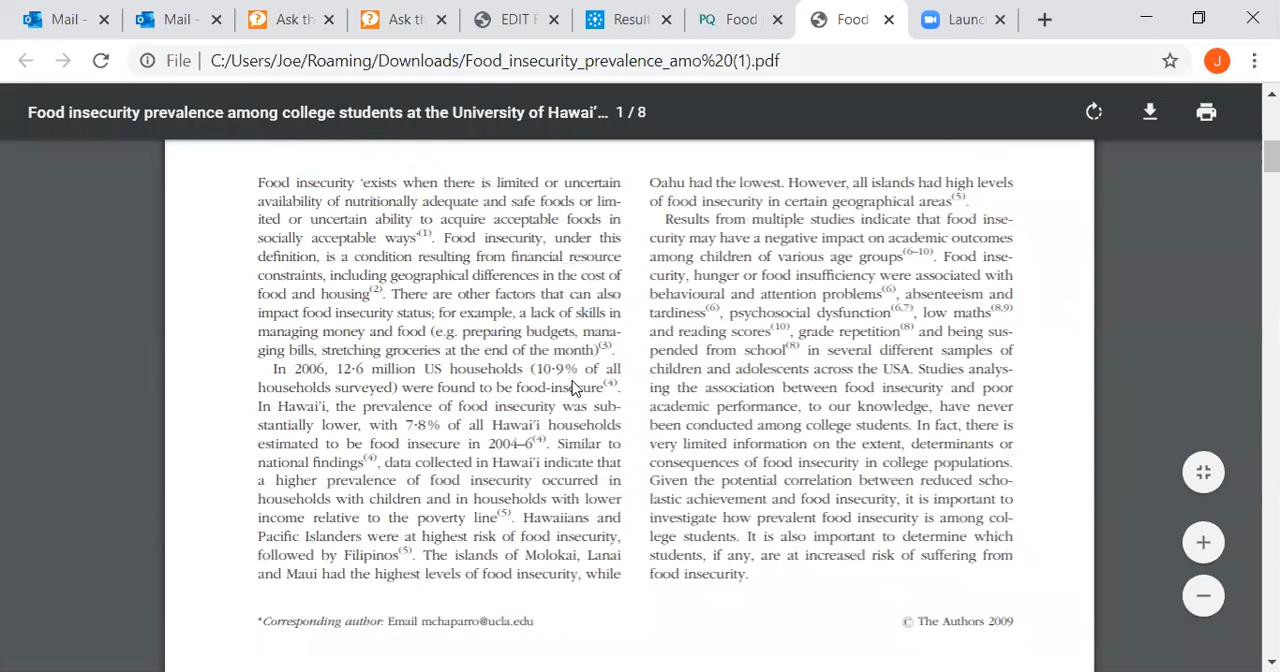 Mail -
Mail -
Ask th
Ask th
EDIT F
Result
PQ
Food
Food
Launc
File
C:/Users/Joe/Roaming/Downloads/Food_insecurity_prevalence_amo%20(1).pdf
J
Food insecurity prevalence among college students at the University of Hawai‘… 1 / 8
Food insecurity ‘exists when there is limited or uncertain
availability of nutritionally adequate and safe foods or lim-
ited or uncertain ability to acquire acceptable foods in
socially acceptable ways’(1). Food insecurity, under this
definition, is a condition resulting from financial resource
constraints, including geographical differences in the cost of
food and housing(2). There are other factors that can also
impact food insecurity status; for example, a lack of skills in
managing money and food (e.g. preparing budgets, mana-
ging bills, stretching groceries at the end of the month)(3).
In 2006, 12·6 million US households (10·9 % of all
households surveyed) were found to be food-insecure(4).
In Hawai‘i, the prevalence of food insecurity was sub-
stantially lower, with 7·8 % of all Hawai‘i households
estimated to be food insecure in 2004–6(4). Similar to
national findings(4), data collected in Hawai‘i indicate that
a higher prevalence of food insecurity occurred in
households with children and in households with lower
income relative to the poverty line(5). Hawaiians and
Pacific Islanders were at highest risk of food insecurity,
followed by Filipinos(5). The islands of Molokai, Lanai
and Maui had the highest levels of food insecurity, while
Oahu had the lowest. However, all islands had high levels
of food insecurity in certain geographical areas(5).
Results from multiple studies indicate that food inse-
curity may have a negative impact on academic outcomes
among children of various age groups(6–10). Food inse-
curity, hunger or food insufficiency were associated with
behavioural and attention problems(6), absenteeism and
tardiness(6), psychosocial dysfunction(6,7), low maths(8,9)
and reading scores(10), grade repetition(8) and being sus-
pended from school(8) in several different samples of
children and adolescents across the USA. Studies analys-
ing the association between food insecurity and poor
academic performance, to our knowledge, have never
been conducted among college students. In fact, there is
very limited information on the extent, determinants or
consequences of food insecurity in college populations.
Given the potential correlation between reduced scho-
lastic achievement and food insecurity, it is important to
investigate how prevalent food insecurity is among col-
lege students. It is also important to determine which
students, if any, are at increased risk of suffering from
food insecurity.
*Corresponding author: Email mchaparro@ucla.edu
© The Authors 2009